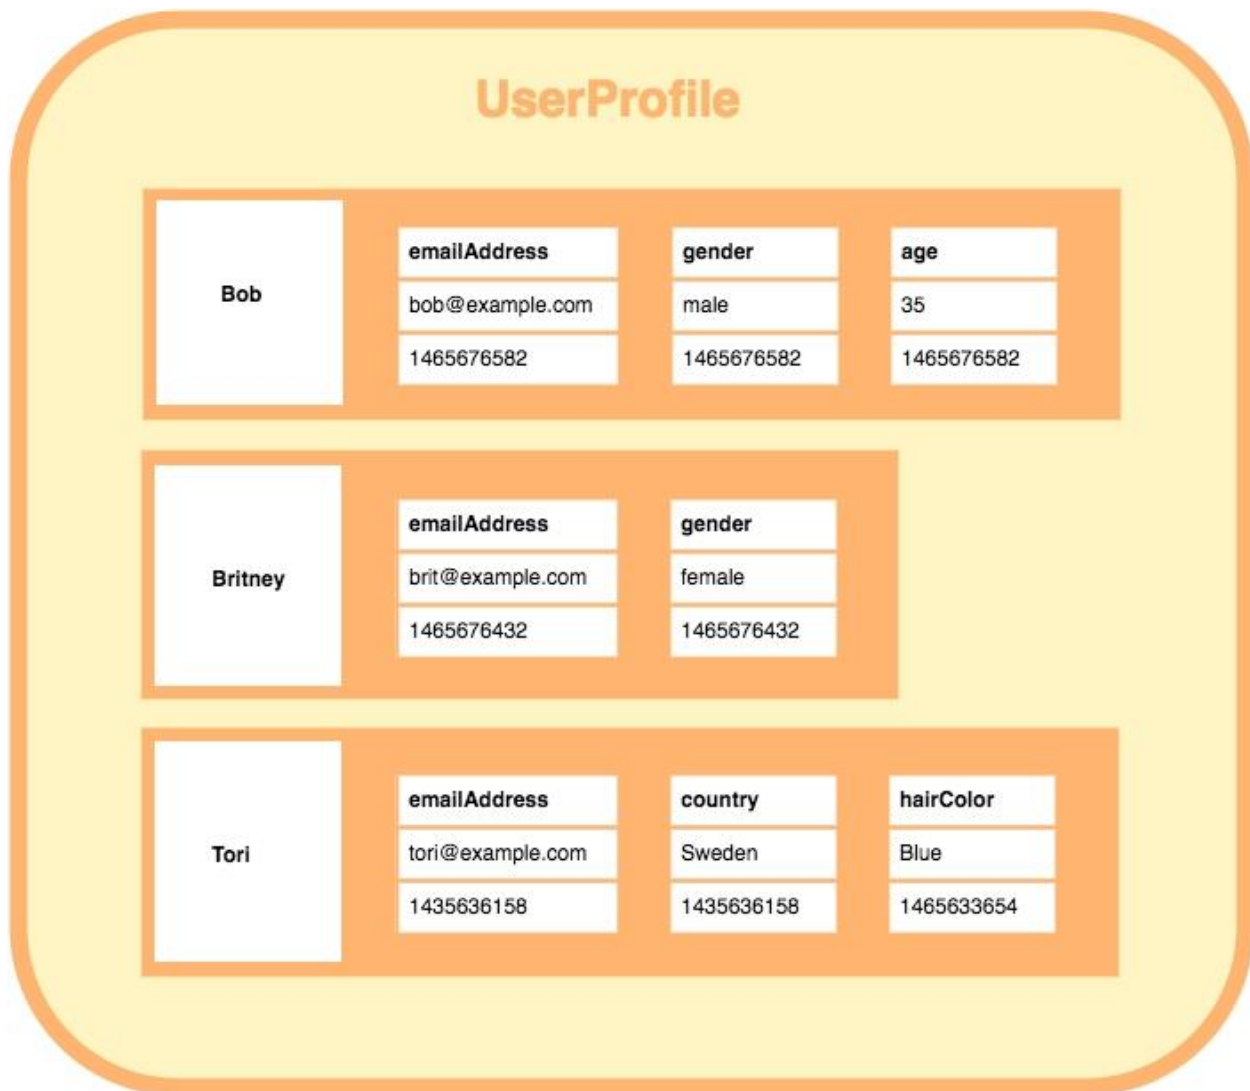 UserProfile
Bob
emailAddress
bob@example.com
1465676582
gender
male
1465676582
age
35
1465676582
Britney
emailAddress
brit@example.com
1465676432
gender
female
1465676432
Tori
emailAddress
tori@example.com
1435636158
country
Sweden
1435636158
hairColor
Blue
1465633654